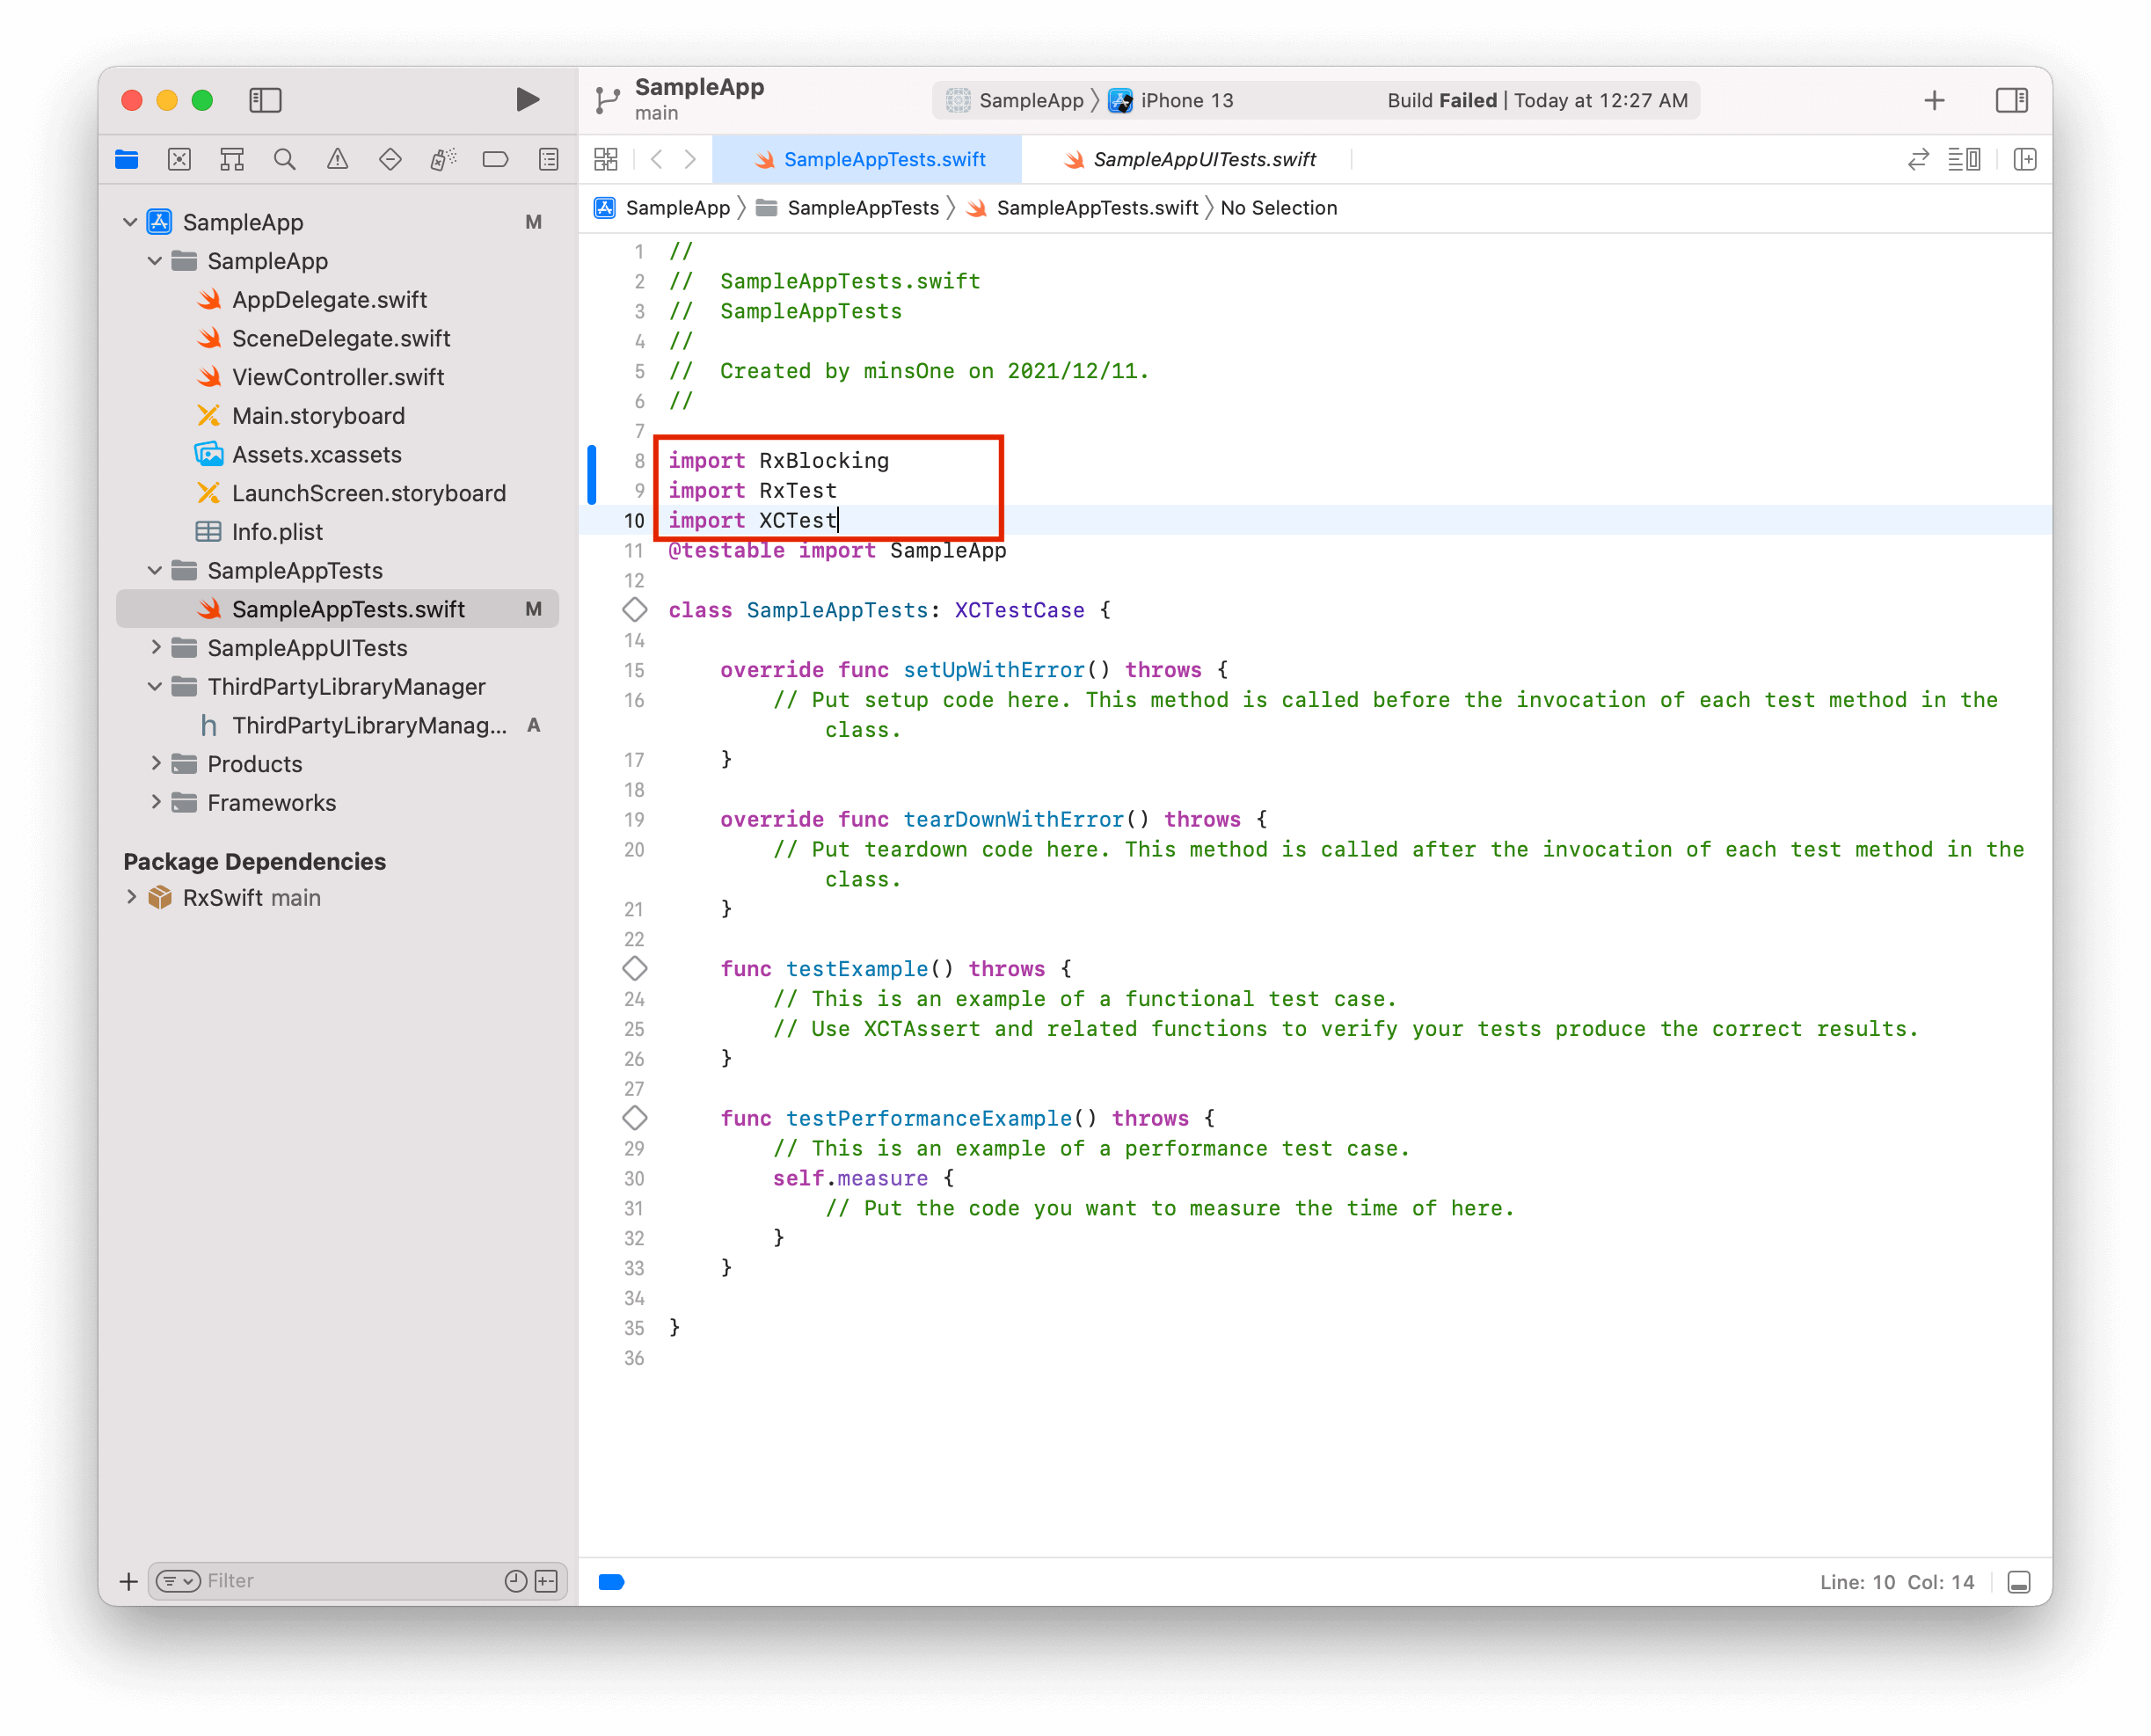 SampleApp
main
SampleApp 〉 iPhone 13
Build Failed | Today at 12:27 AM
SampleAppTests.swift
SampleAppUITests.swift
SampleApp 〉 SampleAppTests 〉 SampleAppTests.swift 〉 No Selection
SampleApp M
SampleApp
AppDelegate.swift
SceneDelegate.swift
ViewController.swift
Main.storyboard
Assets.xcassets
LaunchScreen.storyboard
Info.plist
SampleAppTests
SampleAppTests.swift M
SampleAppUITests
ThirdPartyLibraryManager
h ThirdPartyLibraryManag... A
Products
Frameworks
Package Dependencies
RxSwift main
Filter
1 //
2 //  SampleAppTests.swift
3 //  SampleAppTests
4 //
5 //  Created by minsOne on 2021/12/11.
6 //
7
8 import RxBlocking
9 import RxTest
10 import XCTest
11 @testable import SampleApp
12
class SampleAppTests: XCTestCase {
14
15     override func setUpWithError() throws {
16         // Put setup code here. This method is called before the invocation of each test method in the
class.
17     }
18
19     override func tearDownWithError() throws {
20         // Put teardown code here. This method is called after the invocation of each test method in the
class.
21     }
22
func testExample() throws {
24         // This is an example of a functional test case.
25         // Use XCTAssert and related functions to verify your tests produce the correct results.
26     }
27
func testPerformanceExample() throws {
29         // This is an example of a performance test case.
30         self.measure {
31             // Put the code you want to measure the time of here.
32         }
33     }
34
35 }
36
Line: 10 Col: 14